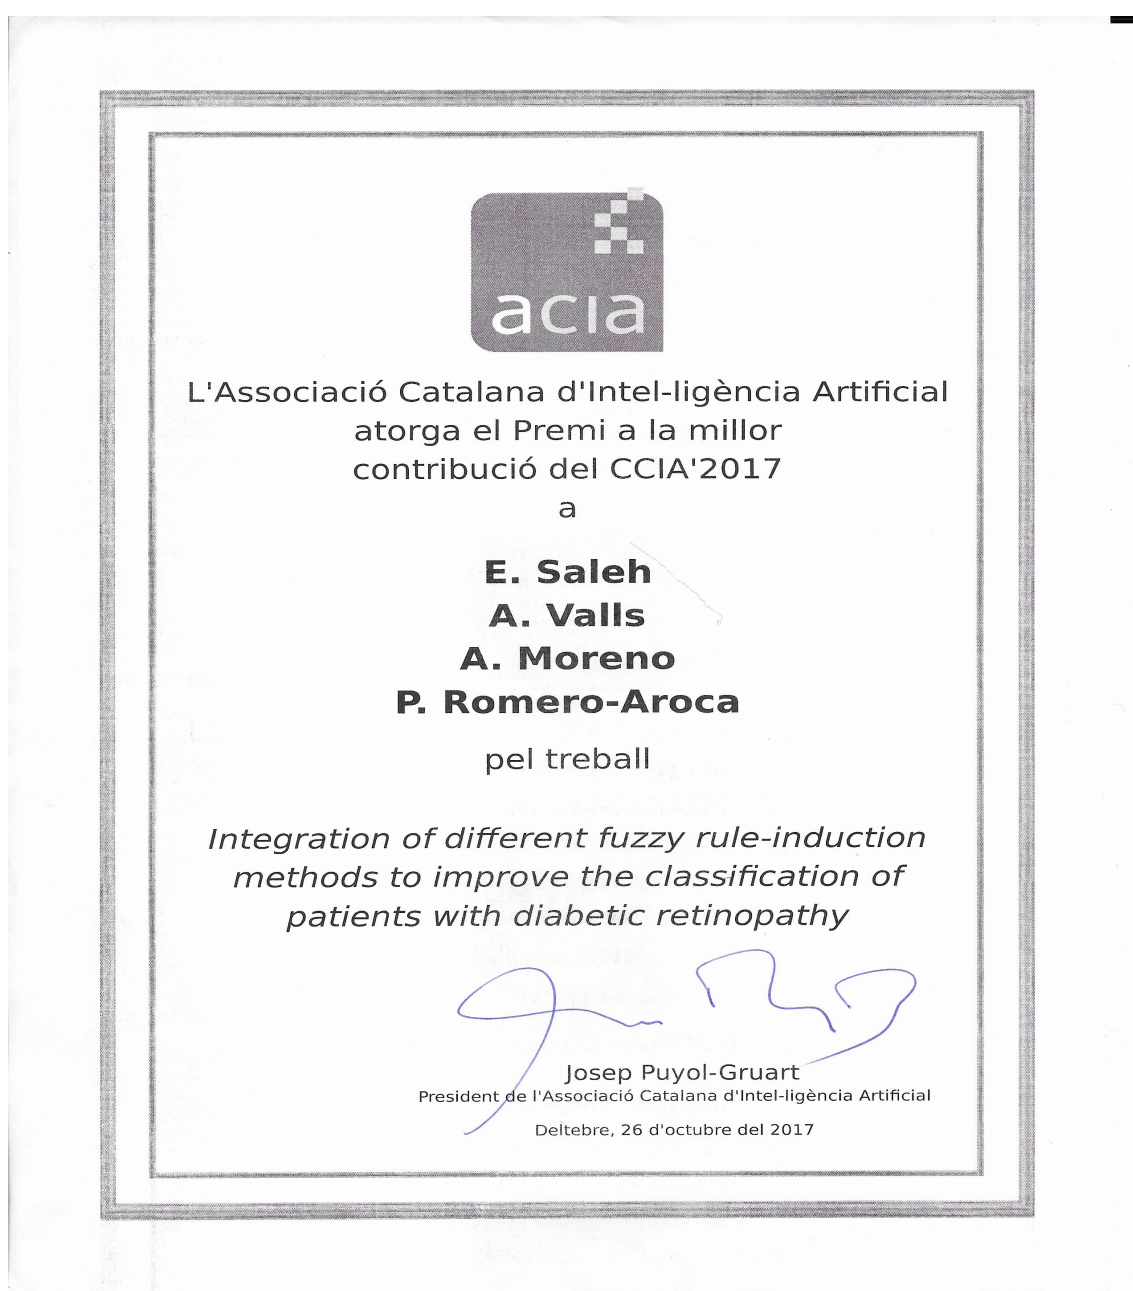 acia
L'Associació Catalana d'Intel-ligència Artificial
atorga el Premi a la millor
contribució del CCIA'2017
a
E. Saleh
A. Valls
A. Moreno
P. Romero-Aroca
pel treball
Integration of different fuzzy rule-induction
methods to improve the classification of
patients with diabetic retinopathy
Josep Puyol-Gruart
President de l'Associació Catalana d'Intel-ligència Artificial
Deltebre, 26 d'octubre del 2017